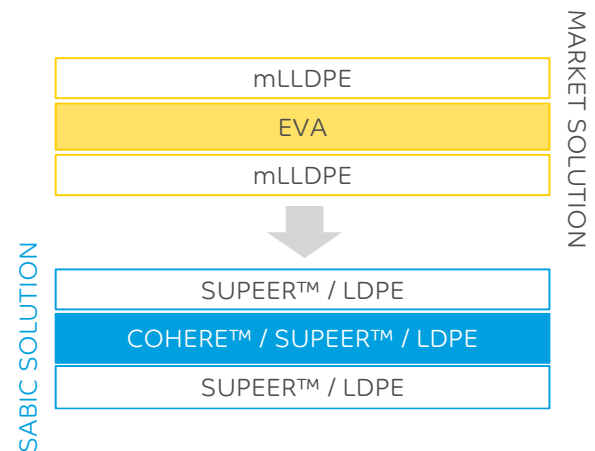 MARKET SOLUTION
mLLDPE
EVA
mLLDPE
SABIC SOLUTION
SUPEER™ / LDPE
COHERE™ / SUPEER™ / LDPE
SUPEER™ / LDPE